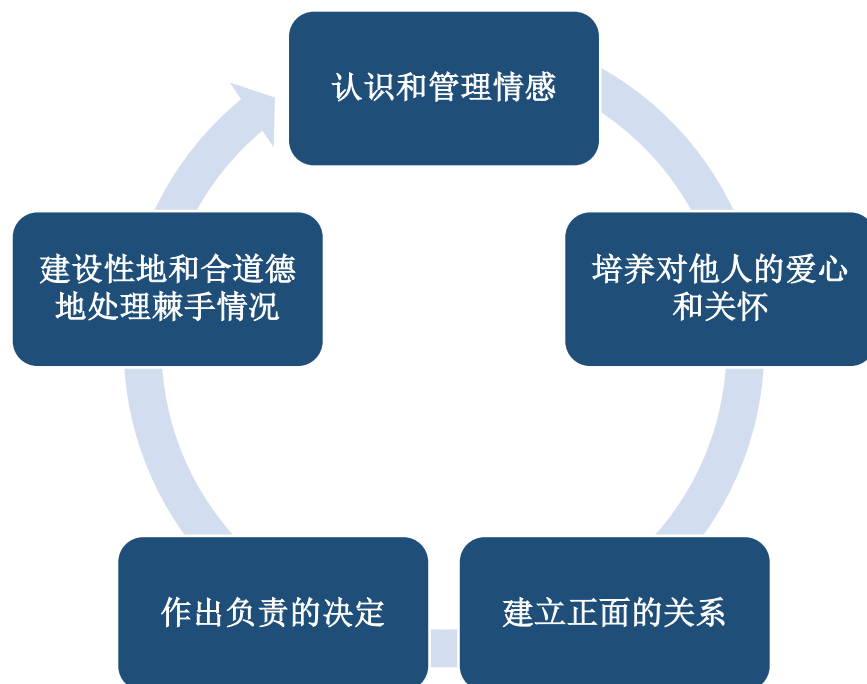 认识和管理情感
培养对他人的爱心
和关怀
建立正面的关系
作出负责的决定
建设性地和合道德
地处理棘手情况